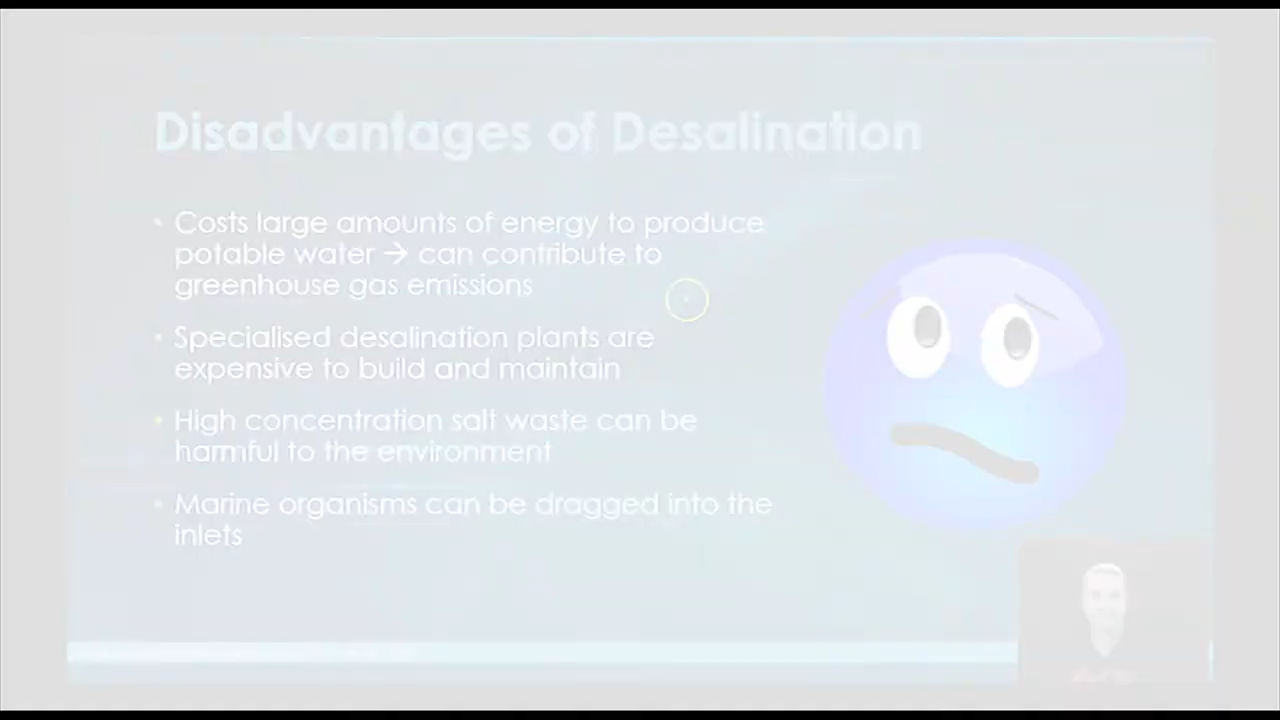 Disadvantages of Desalination
• Costs large amounts of energy to produce
potable water → can contribute to
greenhouse gas emissions
• Specialised desalination plants are
expensive to build and maintain
• High concentration salt waste can be
harmful to the environment
• Marine organisms can be dragged into the
inlets